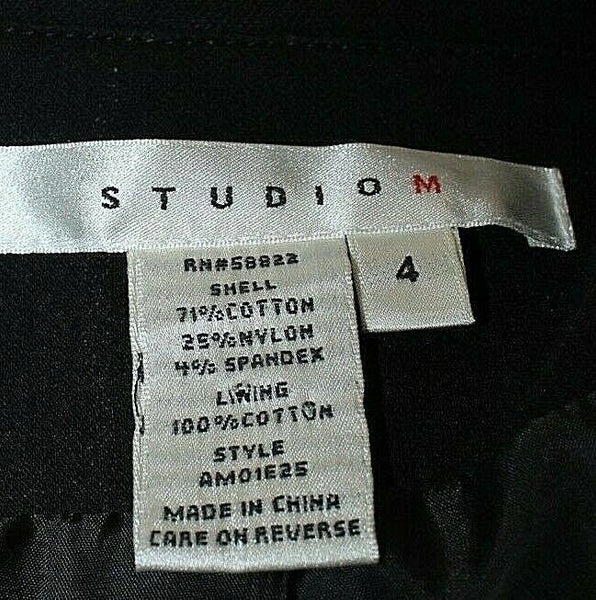 STUDIO M
4
RN#58822
SHELL
71%COTTON
25%NYLON
4% SPANDEX
LINING
100%COTTON
STYLE
AM01E25
MADE IN CHINA
CARE ON REVERSE